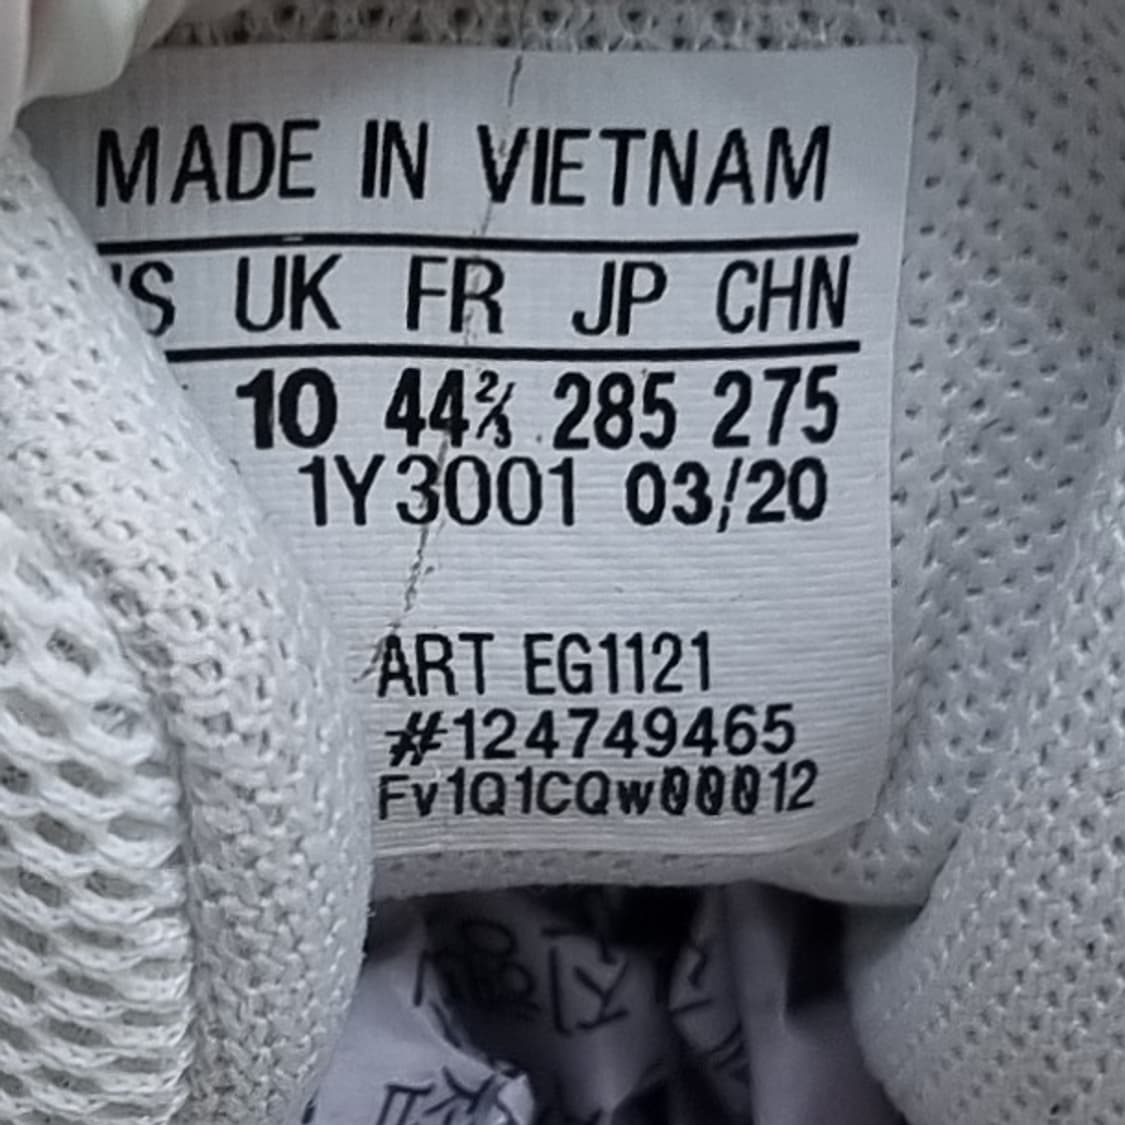 MADE IN VIETNAM
UK FR JP CHN
10 44⅔ 285 275
1Y3001 03/20
ART EG1121
#124749465
Fv1Q1CQw00012